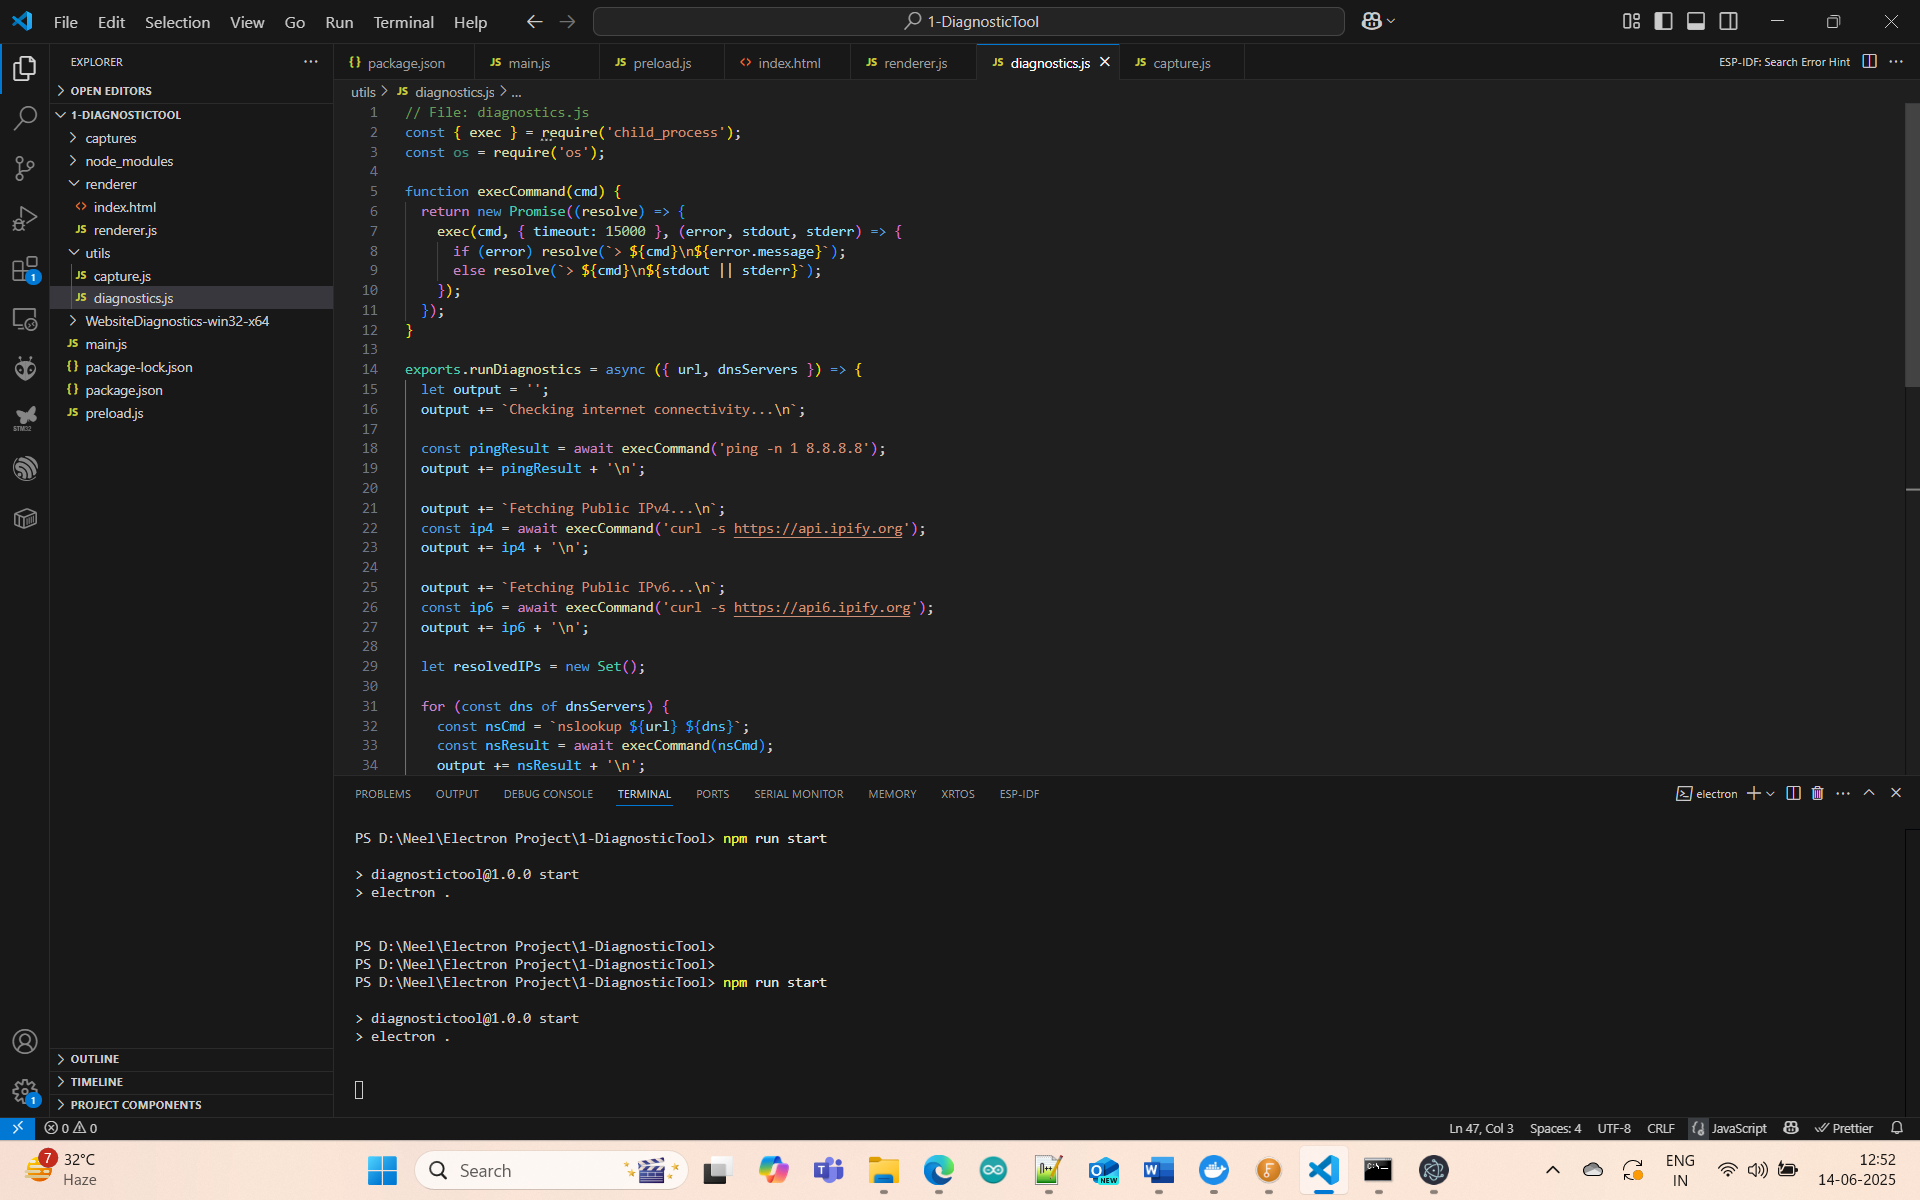 File Edit Selection View Go Run Terminal Help
1-DiagnosticTool
EXPLORER
OPEN EDITORS
1-DIAGNOSTICTOOL
captures
node_modules
renderer
index.html
JS renderer.js
utils
JS capture.js
JS diagnostics.js
WebsiteDiagnostics-win32-x64
JS main.js
{} package-lock.json
{} package.json
JS preload.js
OUTLINE
TIMELINE
PROJECT COMPONENTS
1
STM32
1
{} package.json JS main.js JS preload.js <> index.html JS renderer.js JS diagnostics.js JS capture.js
ESP-IDF: Search Error Hint
utils > JS diagnostics.js > ...
1 // File: diagnostics.js
2 const { exec } = require('child_process');
3 const os = require('os');
4
5 function execCommand(cmd) {
6 return new Promise((resolve) => {
7 exec(cmd, { timeout: 15000 }, (error, stdout, stderr) => {
8 if (error) resolve(`> ${cmd}\n${error.message}`);
9 else resolve(`> ${cmd}\n${stdout || stderr}`);
10 });
11 });
12 }
13
14 exports.runDiagnostics = async ({ url, dnsServers }) => {
15 let output = '';
16 output += `Checking internet connectivity...\n`;
17
18 const pingResult = await execCommand('ping -n 1 8.8.8.8');
19 output += pingResult + '\n';
20
21 output += `Fetching Public IPv4...\n`;
22 const ip4 = await execCommand('curl -s https://api.ipify.org');
23 output += ip4 + '\n';
24
25 output += `Fetching Public IPv6...\n`;
26 const ip6 = await execCommand('curl -s https://api6.ipify.org');
27 output += ip6 + '\n';
28
29 let resolvedIPs = new Set();
30
31 for (const dns of dnsServers) {
32 const nsCmd = `nslookup ${url} ${dns}`;
33 const nsResult = await execCommand(nsCmd);
34 output += nsResult + '\n';
PROBLEMS OUTPUT DEBUG CONSOLE TERMINAL PORTS SERIAL MONITOR MEMORY XRTOS ESP-IDF
electron
PS D:\Neel\Electron Project\1-DiagnosticTool> npm run start
> diagnostictool@1.0.0 start
> electron .
PS D:\Neel\Electron Project\1-DiagnosticTool>
PS D:\Neel\Electron Project\1-DiagnosticTool>
PS D:\Neel\Electron Project\1-DiagnosticTool> npm run start
> diagnostictool@1.0.0 start
> electron .
0 0
Ln 47, Col 3 Spaces: 4 UTF-8 CRLF JavaScript Prettier
7
32°C
Haze
Search
NEW
ENG
IN
12:52
14-06-2025